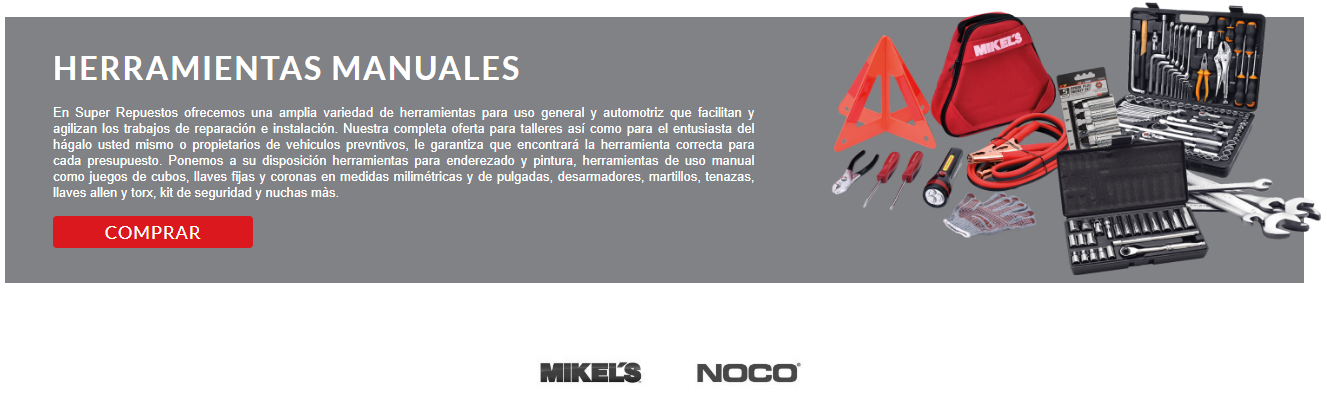 HERRAMIENTAS MANUALES
En Super Repuestos ofrecemos una amplia variedad de herramientas para uso general y automotriz que facilitan y
agilizan los trabajos de reparación e instalación. Nuestra completa oferta para talleres así como para el entusiasta del
hágalo usted mismo o propietarios de vehiculos prevntivos, le garantiza que encontrará la herramienta correcta para
cada presupuesto. Ponemos a su disposición herramientas para enderezado y pintura, herramientas de uso manual
como juegos de cubos, llaves fijas y coronas en medidas milimétricas y de pulgadas, desarmadores, martillos, tenazas,
llaves allen y torx, kit de seguridad y nuchas màs.
COMPRAR
MIKEL'S
MIKEL'S
NOCO®